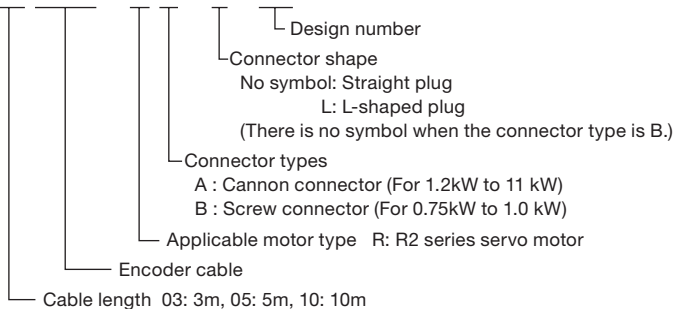 Design number
Connector shape
No symbol: Straight plug
L: L-shaped plug
(There is no symbol when the connector type is B.)
Connector types
A : Cannon connector (For 1.2kW to 11 kW)
B : Screw connector (For 0.75kW to 1.0 kW)
Applicable motor type R: R2 series servo motor
Encoder cable
Cable length 03: 3m, 05: 5m, 10: 10m